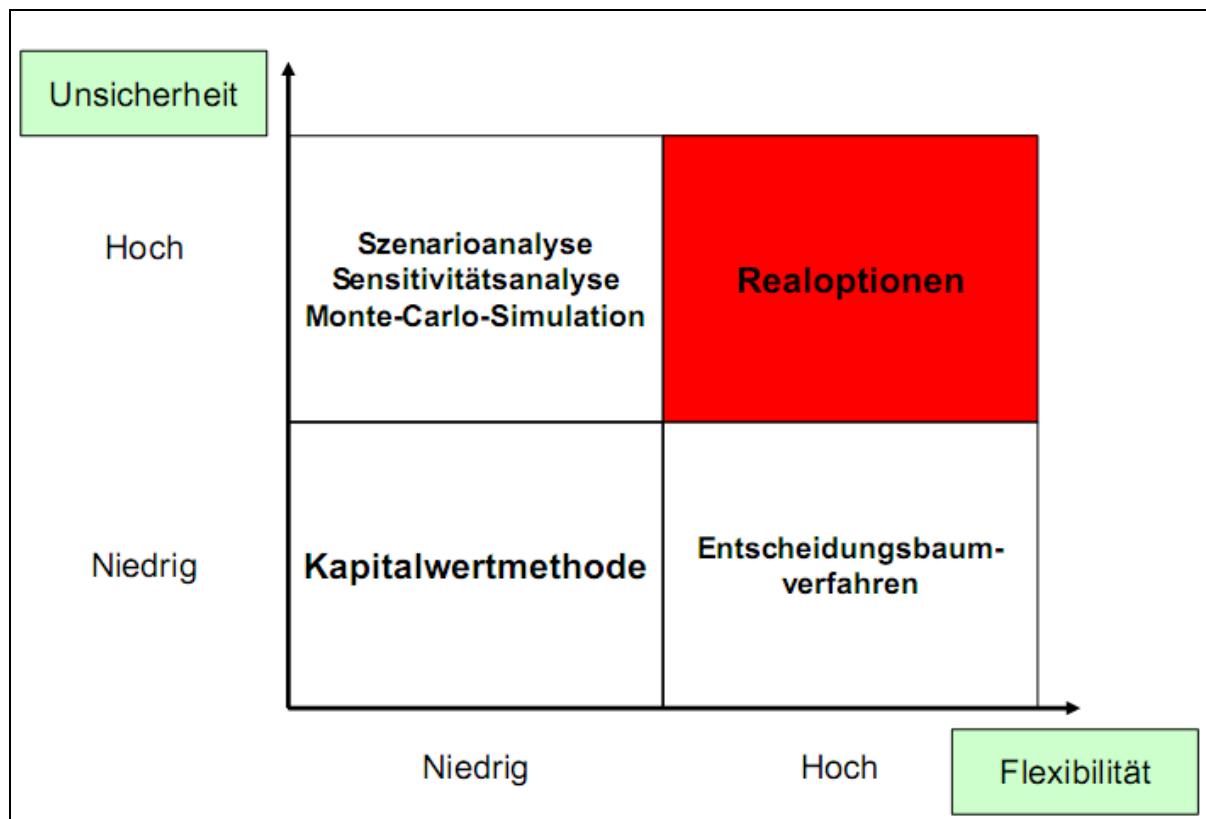 Unsicherheit
Hoch
Szenarioanalyse
Sensitivitätsanalyse
Monte-Carlo-Simulation
Realoptionen
Niedrig
Kapitalwertmethode
Entscheidungsbaum-
verfahren
Niedrig
Hoch
Flexibilität